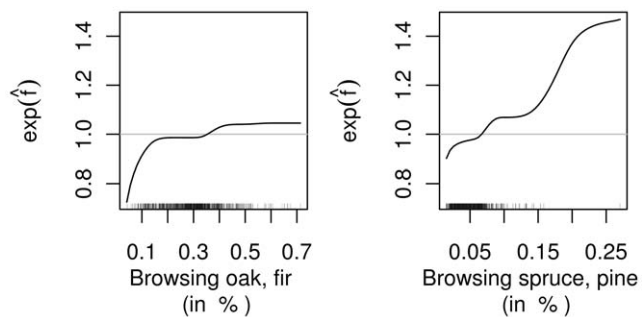 exp(f̂)
1.4
1.2
1.0
0.8
0.1 0.3 0.5 0.7
Browsing oak, fir
(in %)
exp(f̂)
1.4
1.2
1.0
0.8
0.05 0.15 0.25
Browsing spruce, pine
(in %)